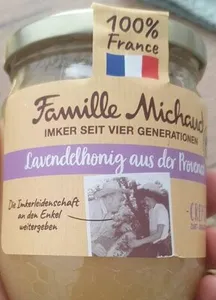 100%
France
Famille Michaud
IMKER SEIT VIER GENERATIONEN
Lavendelhonig aus der Provence
Die Imkerleidenschaft
an den Enkel
weitergeben